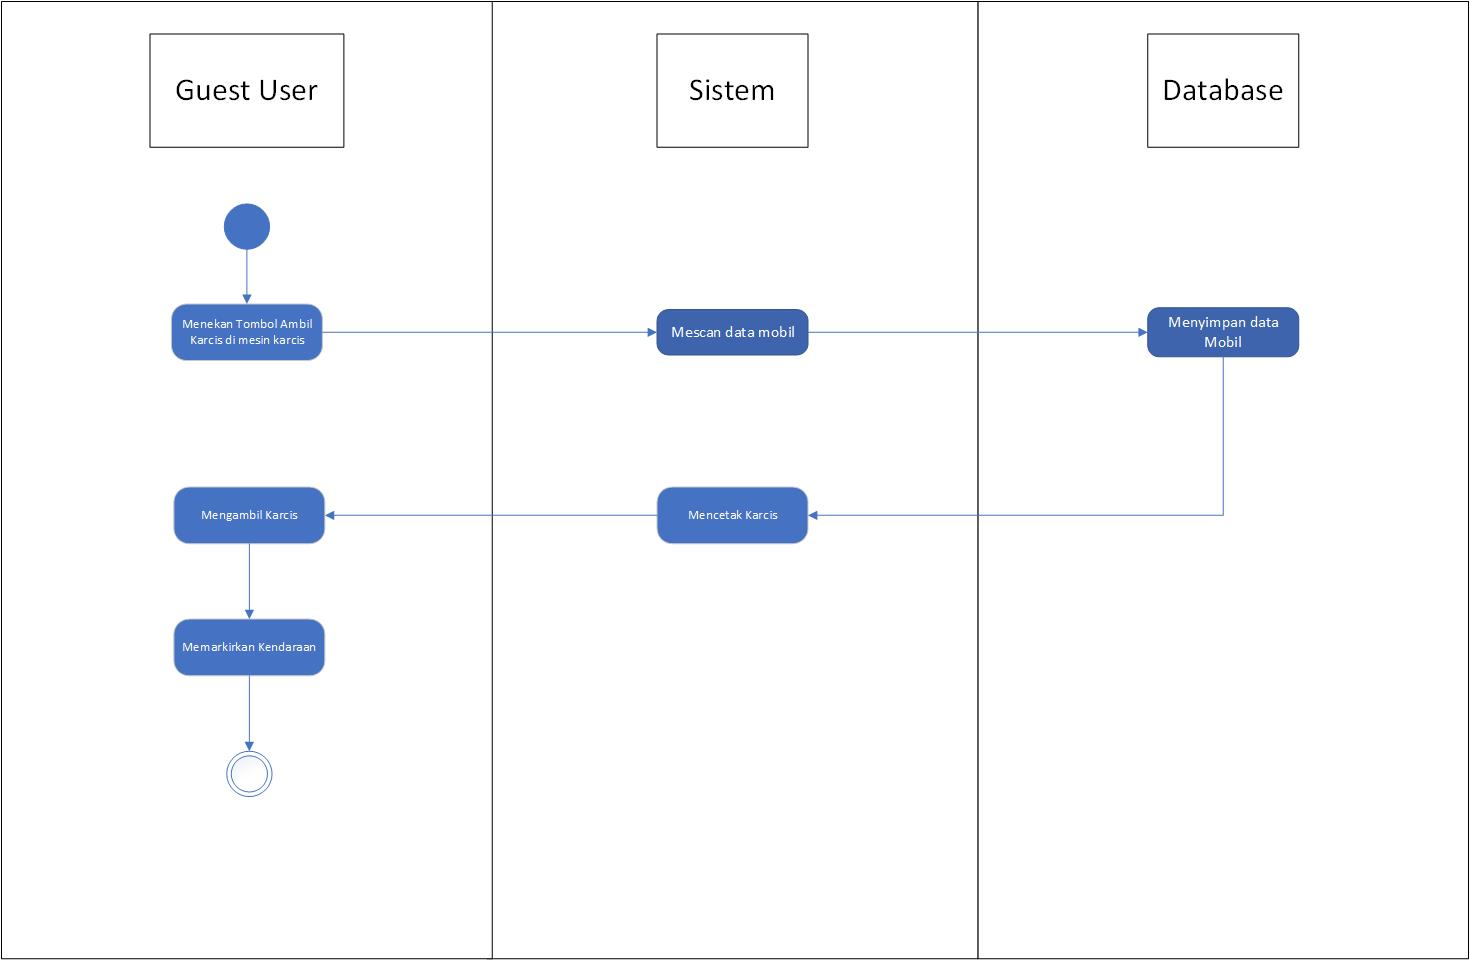 Guest User
Sistem
Database
Menekan Tombol Ambil
Karcis di mesin karcis
Mescan data mobil
Menyimpan data
Mobil
Mengambil Karcis
Mencetak Karcis
Memarkirkan Kendaraan